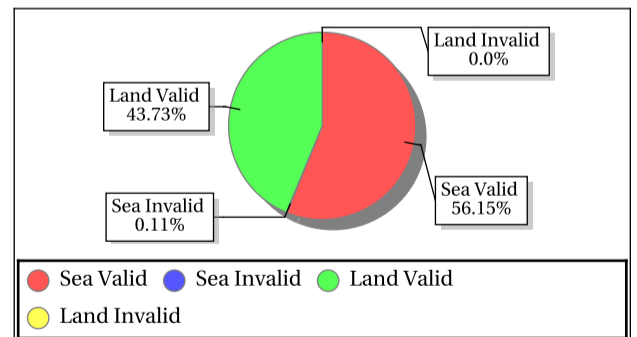 Land Invalid
0.0%
Land Valid
43.73%
Sea Valid
56.15%
Sea Invalid
0.11%
Sea Valid Sea Invalid Land Valid
Land Invalid